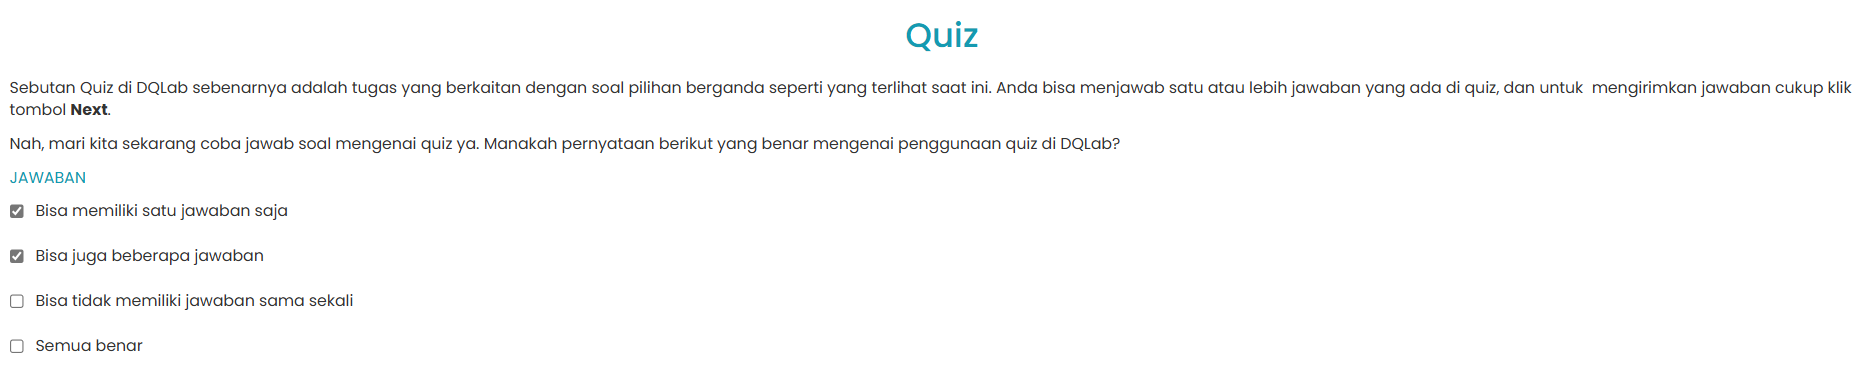 Quiz
Sebutan Quiz di DQLab sebenarnya adalah tugas yang berkaitan dengan soal pilihan berganda seperti yang terlihat saat ini. Anda bisa menjawab satu atau lebih jawaban yang ada di quiz, dan untuk mengirimkan jawaban cukup klik
tombol Next.
Nah, mari kita sekarang coba jawab soal mengenai quiz ya. Manakah pernyataan berikut yang benar mengenai penggunaan quiz di DQLab?
JAWABAN
Bisa memiliki satu jawaban saja
Bisa juga beberapa jawaban
Bisa tidak memiliki jawaban sama sekali
Semua benar